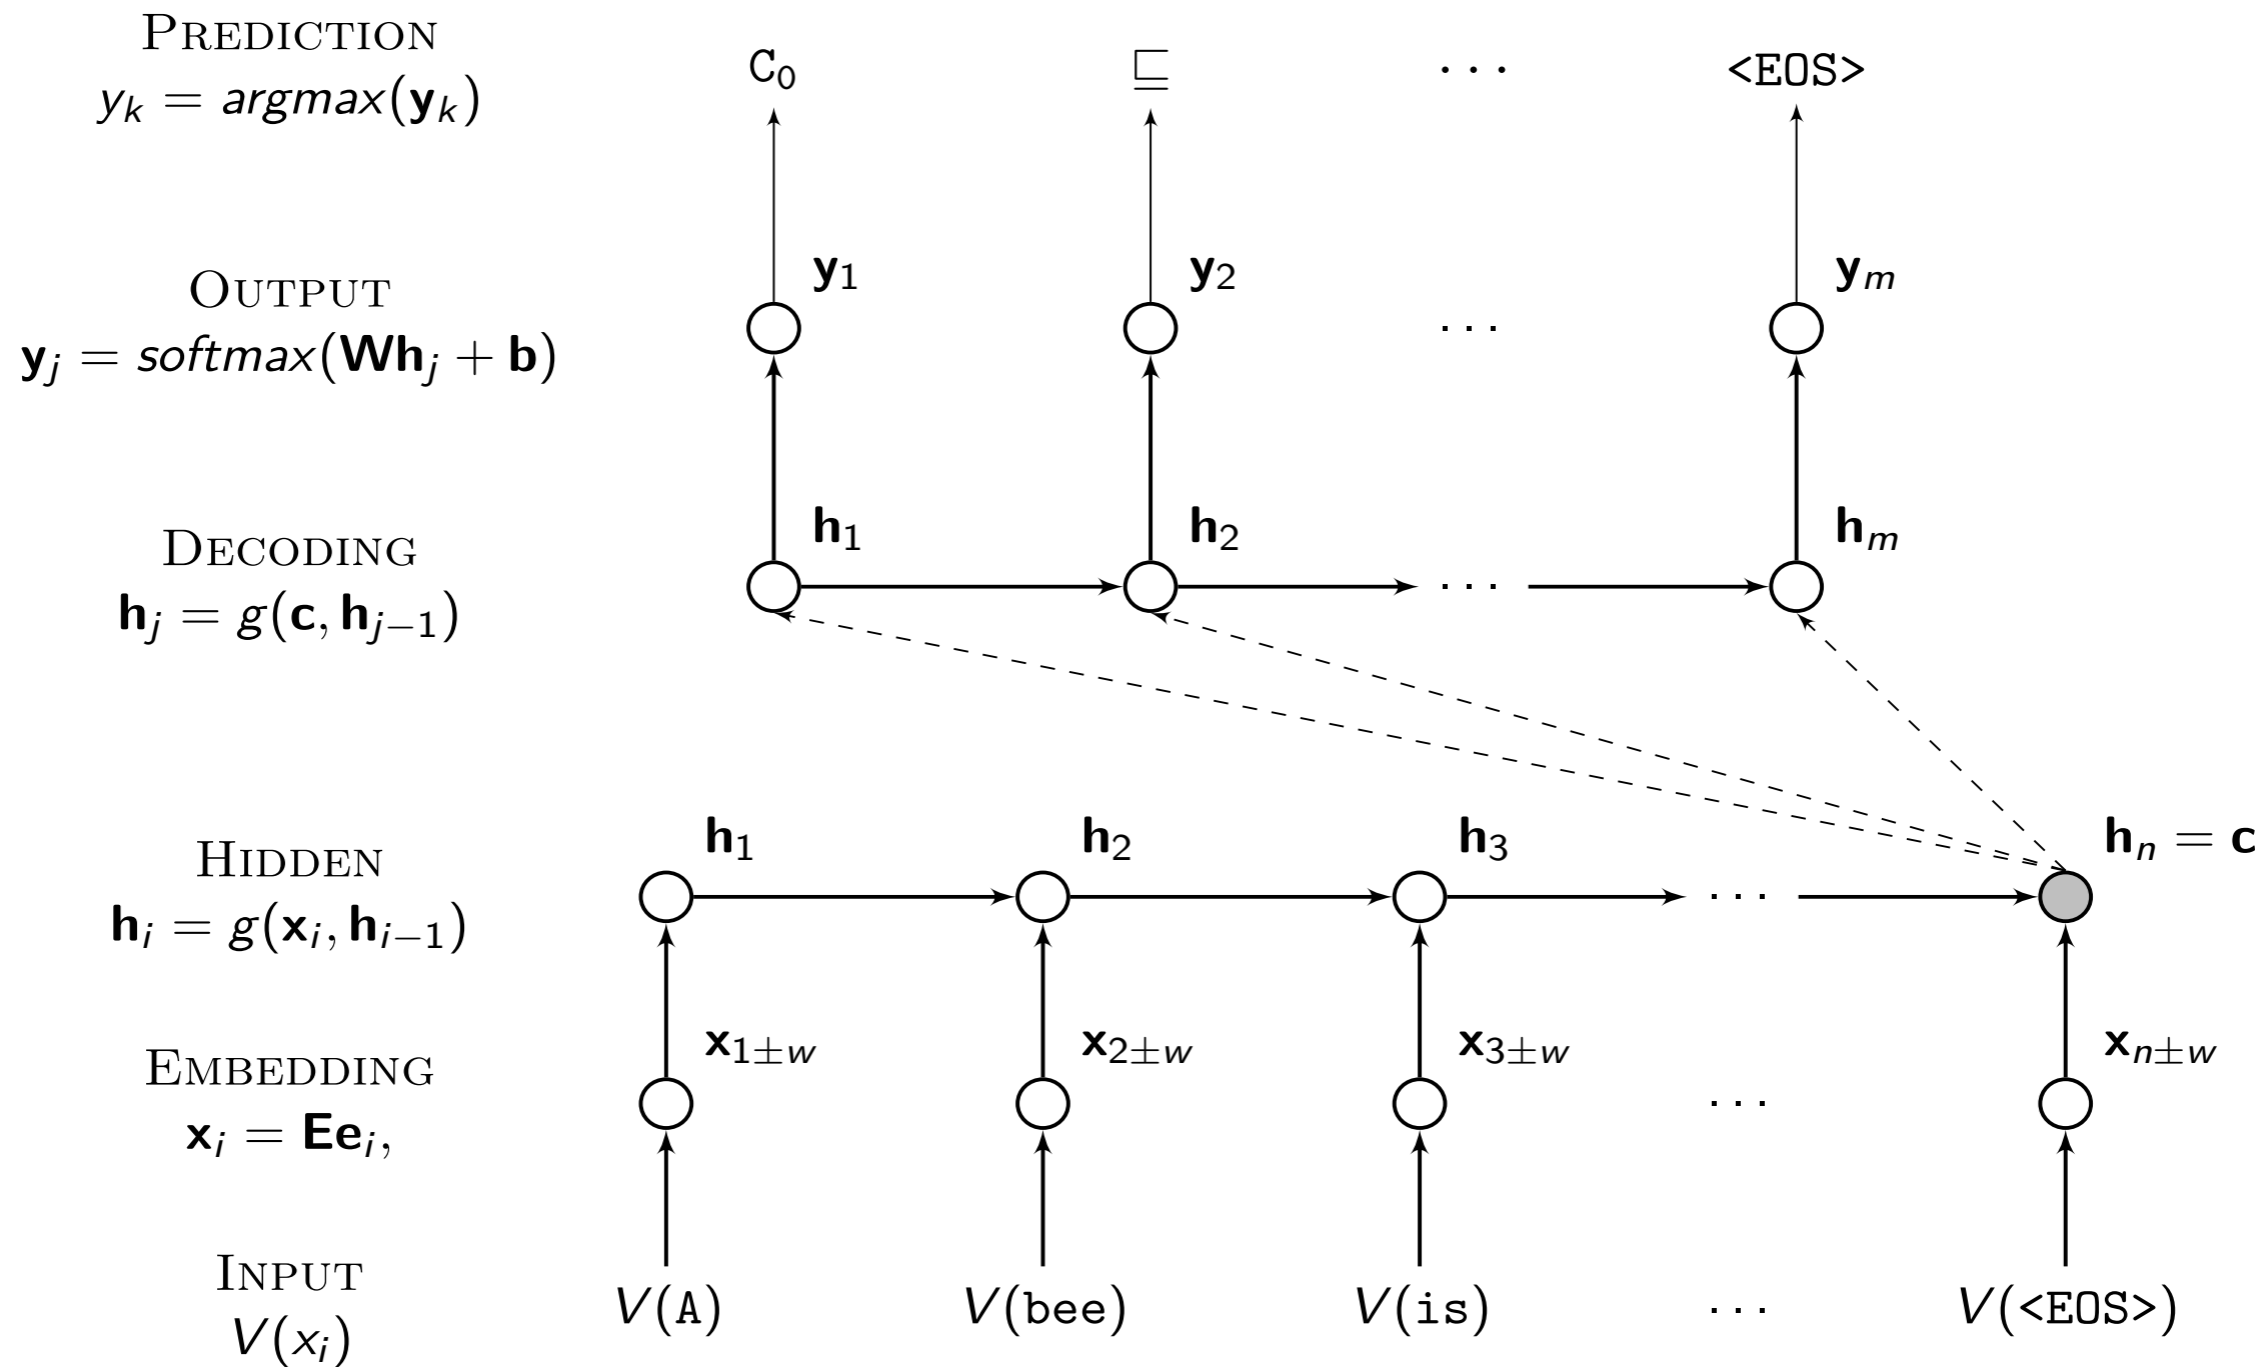 PREDICTION
y_k = argmax(𝐲_k)
C₀ ⊑ ··· <EOS>
OUTPUT
𝐲_j = softmax(𝐖𝐡_j + 𝐛)
𝐲₁ 𝐲₂ ··· 𝐲_m
DECODING
𝐡_j = g(𝐜, 𝐡_{j−1})
𝐡₁ 𝐡₂ ··· 𝐡_m
HIDDEN
𝐡_i = g(𝐱_i, 𝐡_{i−1})
𝐡₁ 𝐡₂ 𝐡₃ ··· 𝐡_n = 𝐜
EMBEDDING
𝐱_i = 𝐄𝐞_i,
𝐱_{1±w} 𝐱_{2±w} 𝐱_{3±w} ··· 𝐱_{n±w}
INPUT
V(x_i)
V(A) V(bee) V(is) ··· V(<EOS>)